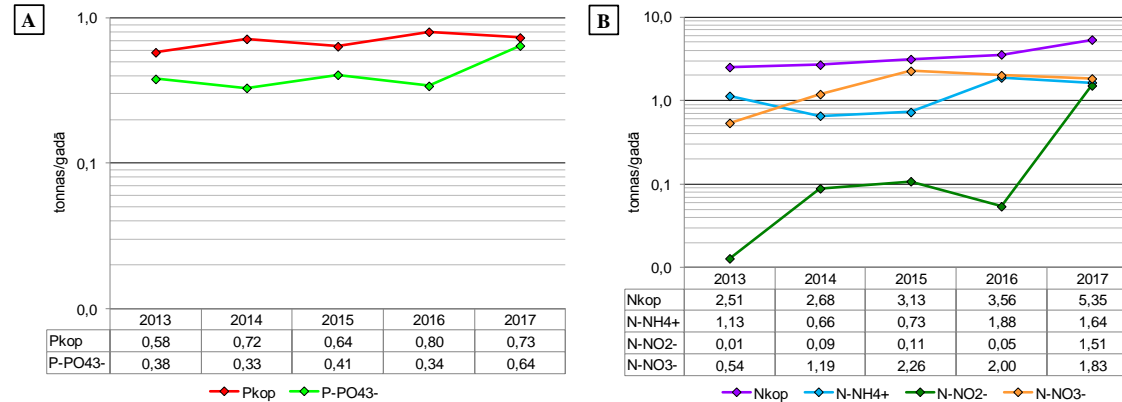 A
1,0
0,1
0,0
tonnas/gadā
2013 2014 2015 2016 2017
Pkop 0,58 0,72 0,64 0,80 0,73
P-PO43- 0,38 0,33 0,41 0,34 0,64
Pkop P-PO43-
B
10,0
1,0
0,1
0,0
tonnas/gadā
2013 2014 2015 2016 2017
Nkop 2,51 2,68 3,13 3,56 5,35
N-NH4+ 1,13 0,66 0,73 1,88 1,64
N-NO2- 0,01 0,09 0,11 0,05 1,51
N-NO3- 0,54 1,19 2,26 2,00 1,83
Nkop N-NH4+ N-NO2- N-NO3-